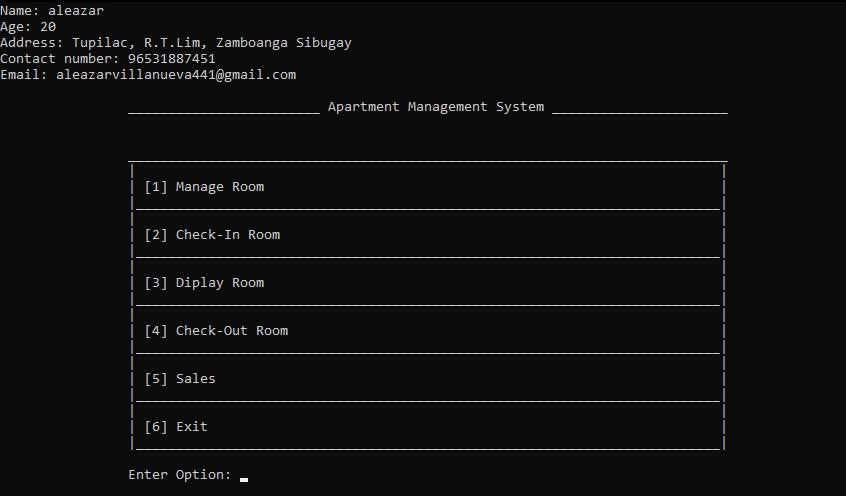 Name: aleazar
Age: 20
Address: Tupilac, R.T.Lim, Zamboanga Sibugay
Contact number: 96531887451
Email: aleazarvillanueva441@gmail.com
Apartment Management System
[1] Manage Room
[2] Check-In Room
[3] Diplay Room
[4] Check-Out Room
[5] Sales
[6] Exit
Enter Option: